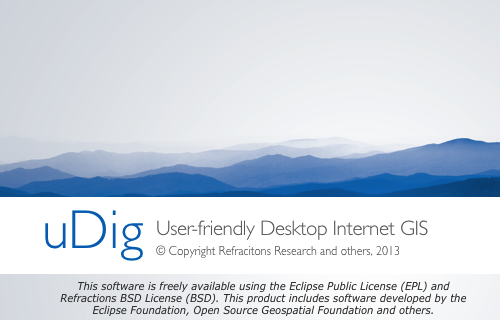 uDig
User-friendly Desktop Internet GIS
© Copyright Refracitons Research and others, 2013
This software is freely available using the Eclipse Public License (EPL) and
Refractions BSD License (BSD). This product includes software developed by the
Eclipse Foundation, Open Source Geospatial Foundation and others.